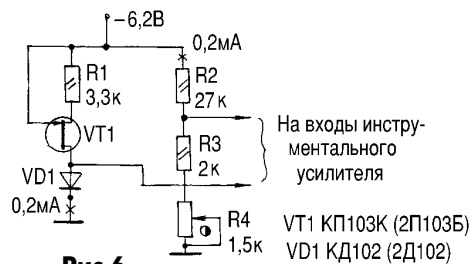 –6,2В
0,2мА
R1
3,3к
R2
27к
VT1
R3
2к
На входы инстру-
ментального
усилителя
VD1
0,2мА
R4
1,5к
VT1 КП103К (2П103Б)
VD1 КД102 (2Д102)
Рис.6